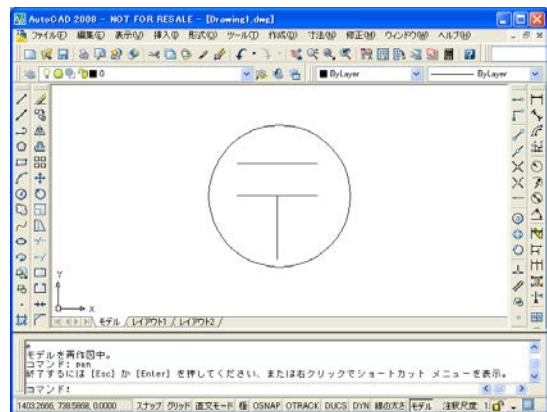 AutoCAD 2008 - NOT FOR RESALE - [Drawing1.dwg]
ファイル(F) 編集(E) 表示(V) 挿入(I) 形式(O) ツール(T) 作成(D) 寸法(N) 修正(M) ウィンドウ(W) ヘルプ(H)
0 ByLayer ByLayer
Y
X
モデル レイアウト1 レイアウト2
モデルを再作図中。
コマンド: pan
終了するには [Esc] か [Enter] を押してください、または右クリックでショートカット メニューを表示。
コマンド:
1403.2666, 738.5868, 0.0000 スナップ グリッド 直交モード 極 OSNAP OTRACK DUCS DYN 線の太さ モデル 注釈尺度 1